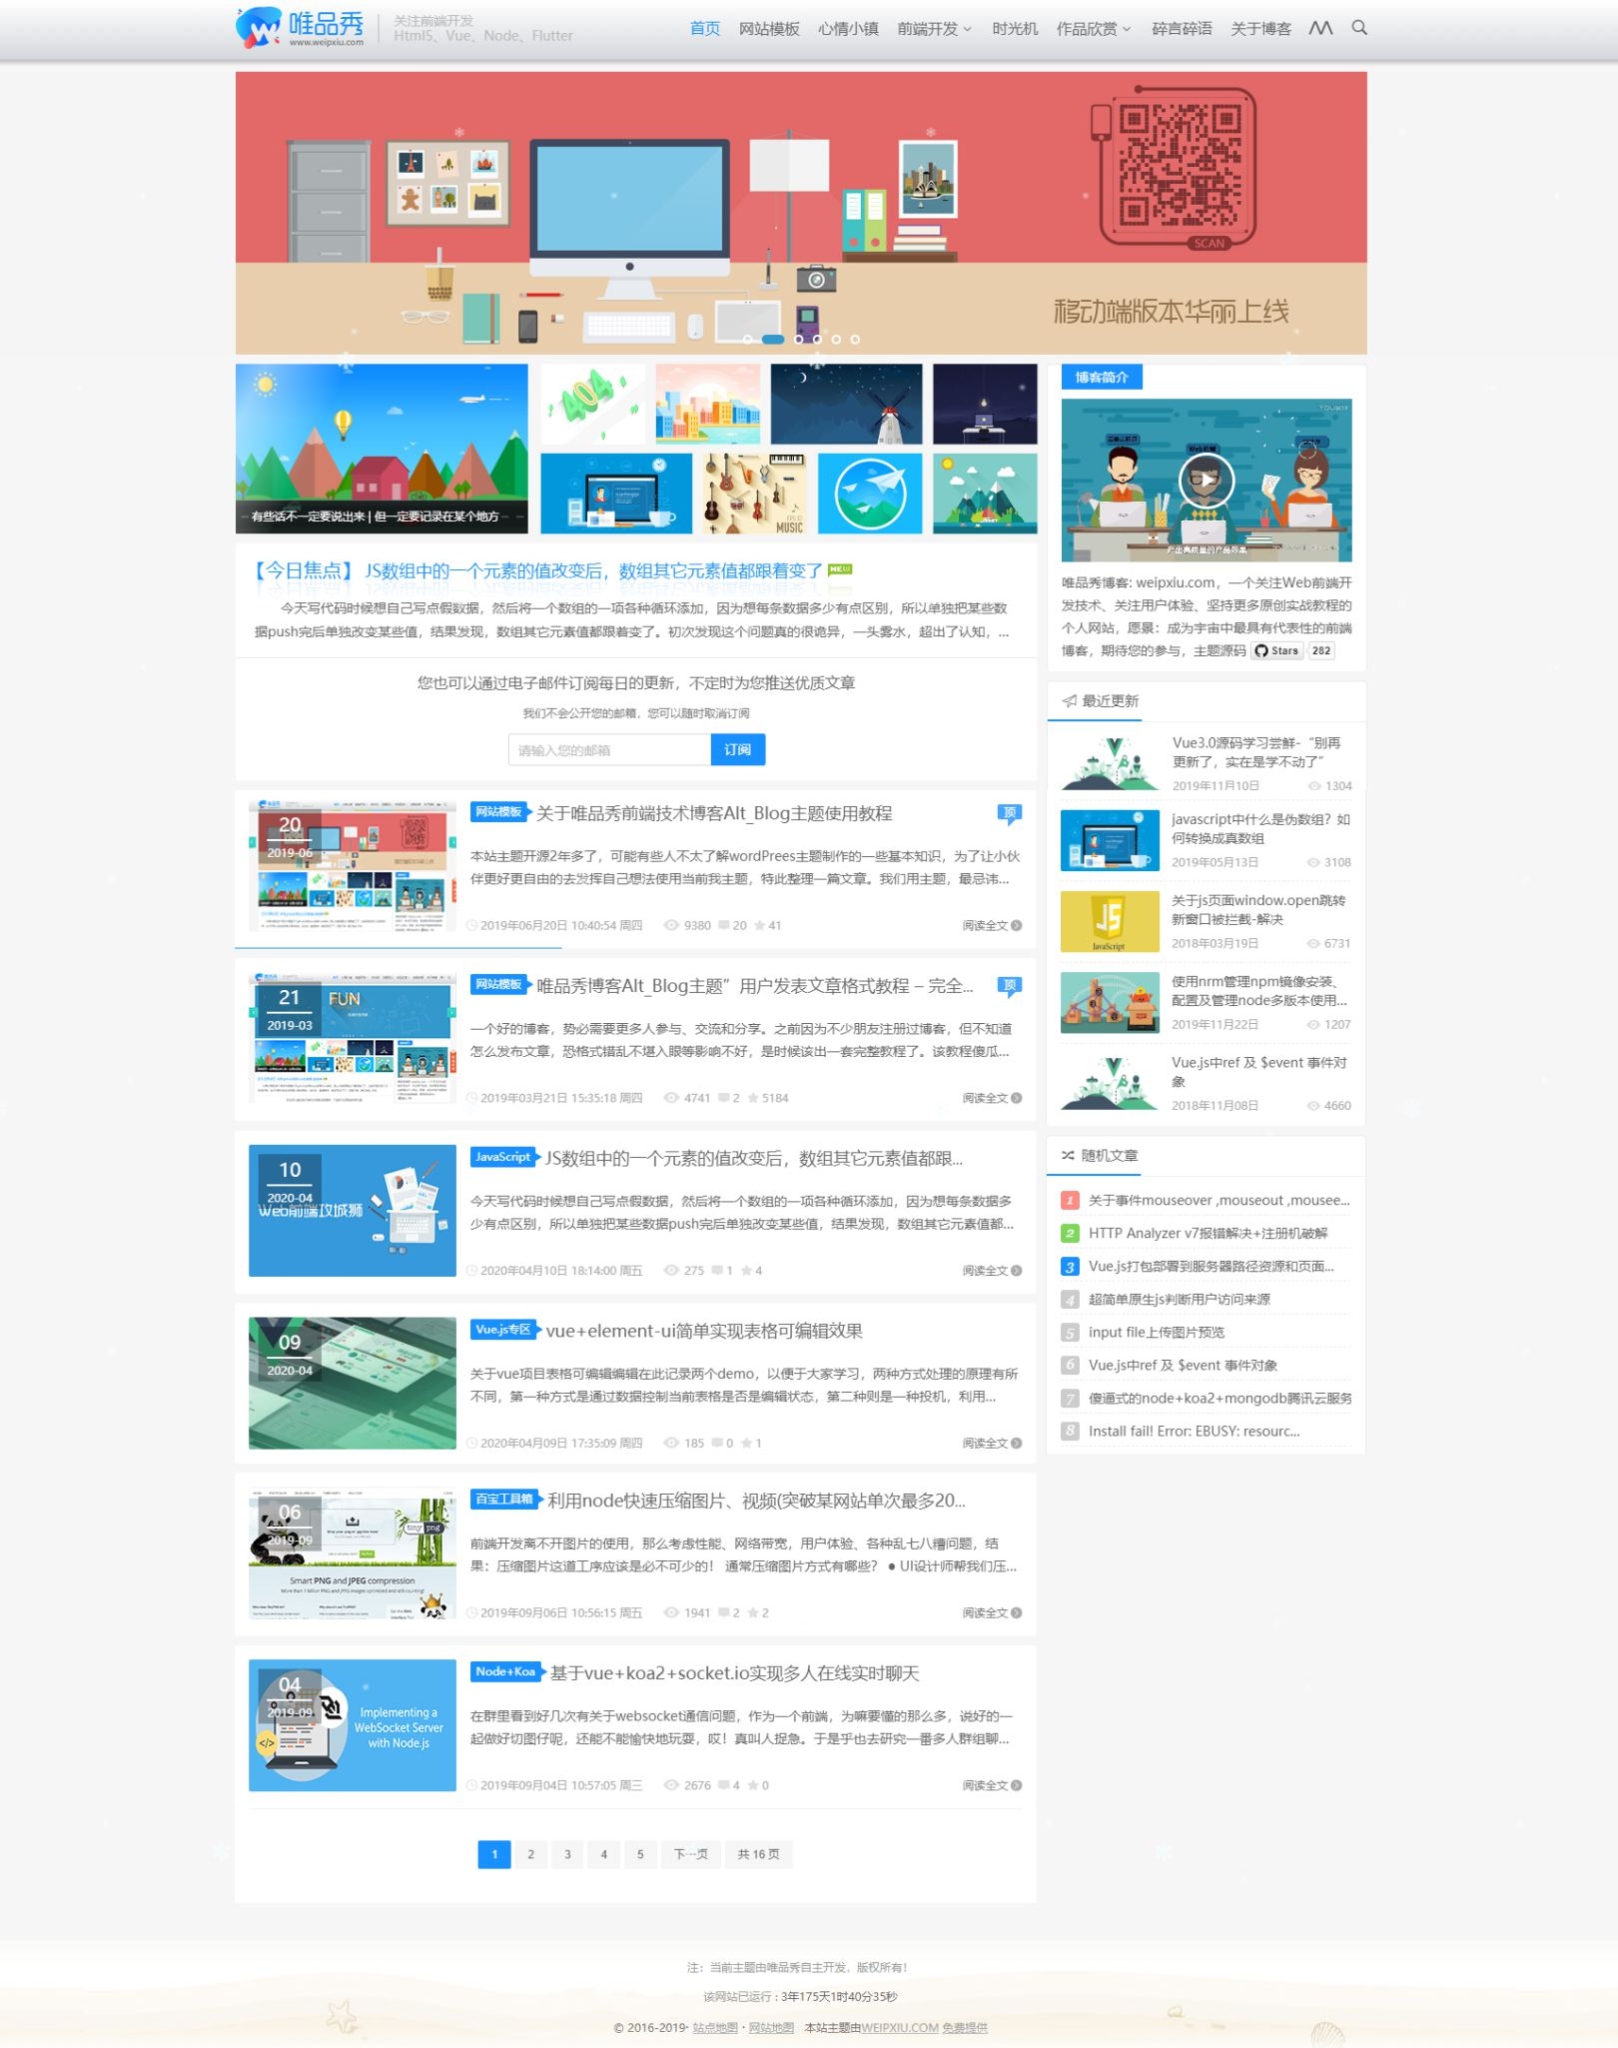 唯品秀
www.weipxiu.com
关注前端开发
Html5、Vue、Node、Flutter
首页 网站模板 心情小镇 前端开发 时光机 作品欣赏 碎言碎语 关于博客
SCAN
移动端版本华丽上线
有些话不一定要说出来 | 但一定要记录在某个地方
404
MUSIC
【今日焦点】 JS数组中的一个元素的值改变后，数组其它元素值都跟着变了 NEW
今天写代码时候想自己写点假数据，然后将一个数组的一项各种循环添加，因为想每条数据多少有点区别，所以单独把某些数
据push完后单独改变某些值，结果发现，数组其它元素值都跟着变了。初次发现这个问题真的很诡异，一头雾水，超出了认知，...
您也可以通过电子邮件订阅每日的更新，不定时为您推送优质文章
我们不会公开您的邮箱，您可以随时取消订阅
请输入您的邮箱 订阅
20
2019-06
网站模板 关于唯品秀前端技术博客Alt_Blog主题使用教程 顶
本站主题开源2年多了，可能有些人不太了解wordPrees主题制作的一些基本知识，为了让小伙
伴更好更自由的去发挥自己想法使用当前我主题，特此整理一篇文章。我们用主题，最忌讳...
2019年06月20日 10:40:54 周四 9380 20 41 阅读全文
21
2019-03
FUN
网站模板 唯品秀博客Alt_Blog主题”用户发表文章格式教程 – 完全... 顶
一个好的博客，势必需要更多人参与、交流和分享。之前因为不少朋友注册过博客，但不知道
怎么发布文章，恐格式错乱不堪入眼等影响不好，是时候该出一套完整教程了。该教程傻瓜...
2019年03月21日 15:35:18 周四 4741 2 5184 阅读全文
10
2020-04
Web前端攻城狮
JavaScript JS数组中的一个元素的值改变后，数组其它元素值都跟...
今天写代码时候想自己写点假数据，然后将一个数组的一项各种循环添加，因为想每条数据多
少有点区别，所以单独把某些数据push完后单独改变某些值，结果发现，数组其它元素值都...
2020年04月10日 18:14:00 周五 275 1 4 阅读全文
09
2020-04
Vue.js专区 vue+element-ui简单实现表格可编辑效果
关于vue项目表格可编辑编辑在此记录两个demo，以便于大家学习，两种方式处理的原理有所
不同，第一种方式是通过数据控制当前表格是否是编辑状态，第二种则是一种投机，利用...
2020年04月09日 17:35:09 周四 185 0 1 阅读全文
06
2019-09
tiny png
Smart PNG and JPEG compression
百宝工具箱 利用node快速压缩图片、视频(突破某网站单次最多20...
前端开发离不开图片的使用，那么考虑性能、网络带宽，用户体验、各种乱七八糟问题，结
果：压缩图片这道工序应该是必不可少的！ 通常压缩图片方式有哪些？ ● UI设计师帮我们压...
2019年09月06日 10:56:15 周五 1941 2 2 阅读全文
04
2019-09
Implementing a
WebSocket Server
with Node.js
Node+Koa 基于vue+koa2+socket.io实现多人在线实时聊天
在群里看到好几次有关于websocket通信问题，作为一个前端，为嘛要懂的那么多，说好的一
起做好切图仔呢，还能不能愉快地玩耍，哎！真叫人捉急。于是乎也去研究一番多人群组聊...
2019年09月04日 10:57:05 周三 2676 4 0 阅读全文
1 2 3 4 5 下一页 共 16 页
博客简介
唯品秀博客: weipxiu.com，一个关注Web前端开
发技术、关注用户体验、坚持更多原创实战教程的
个人网站，愿景：成为宇宙中最具有代表性的前端
博客，期待您的参与，主题源码 Stars 282
最近更新
Vue3.0源码学习尝鲜-“别再
更新了，实在是学不动了”
2019年11月10日 1304
javascript中什么是伪数组？如
何转换成真数组
2019年05月13日 3108
JS
JavaScript
关于js页面window.open跳转
新窗口被拦截-解决
2018年03月19日 6731
使用nrm管理npm镜像安装、
配置及管理node多版本使用...
2019年11月22日 1207
Vue.js中ref 及 $event 事件对
象
2018年11月08日 4660
随机文章
1 关于事件mouseover ,mouseout ,mousee...
2 HTTP Analyzer v7报错解决+注册机破解
3 Vue.js打包部署到服务器路径资源和页面...
4 超简单原生js判断用户访问来源
5 input file上传图片预览
6 Vue.js中ref 及 $event 事件对象
7 傻逼式的node+koa2+mongodb腾讯云服务
8 Install fail! Error: EBUSY: resourc...
注：当前主题由唯品秀自主开发，版权所有！
该网站已运行 : 3年175天1时40分35秒
© 2016-2019· 站点地图 · 网站地图 本站主题由WEIPXIU.COM 免费提供